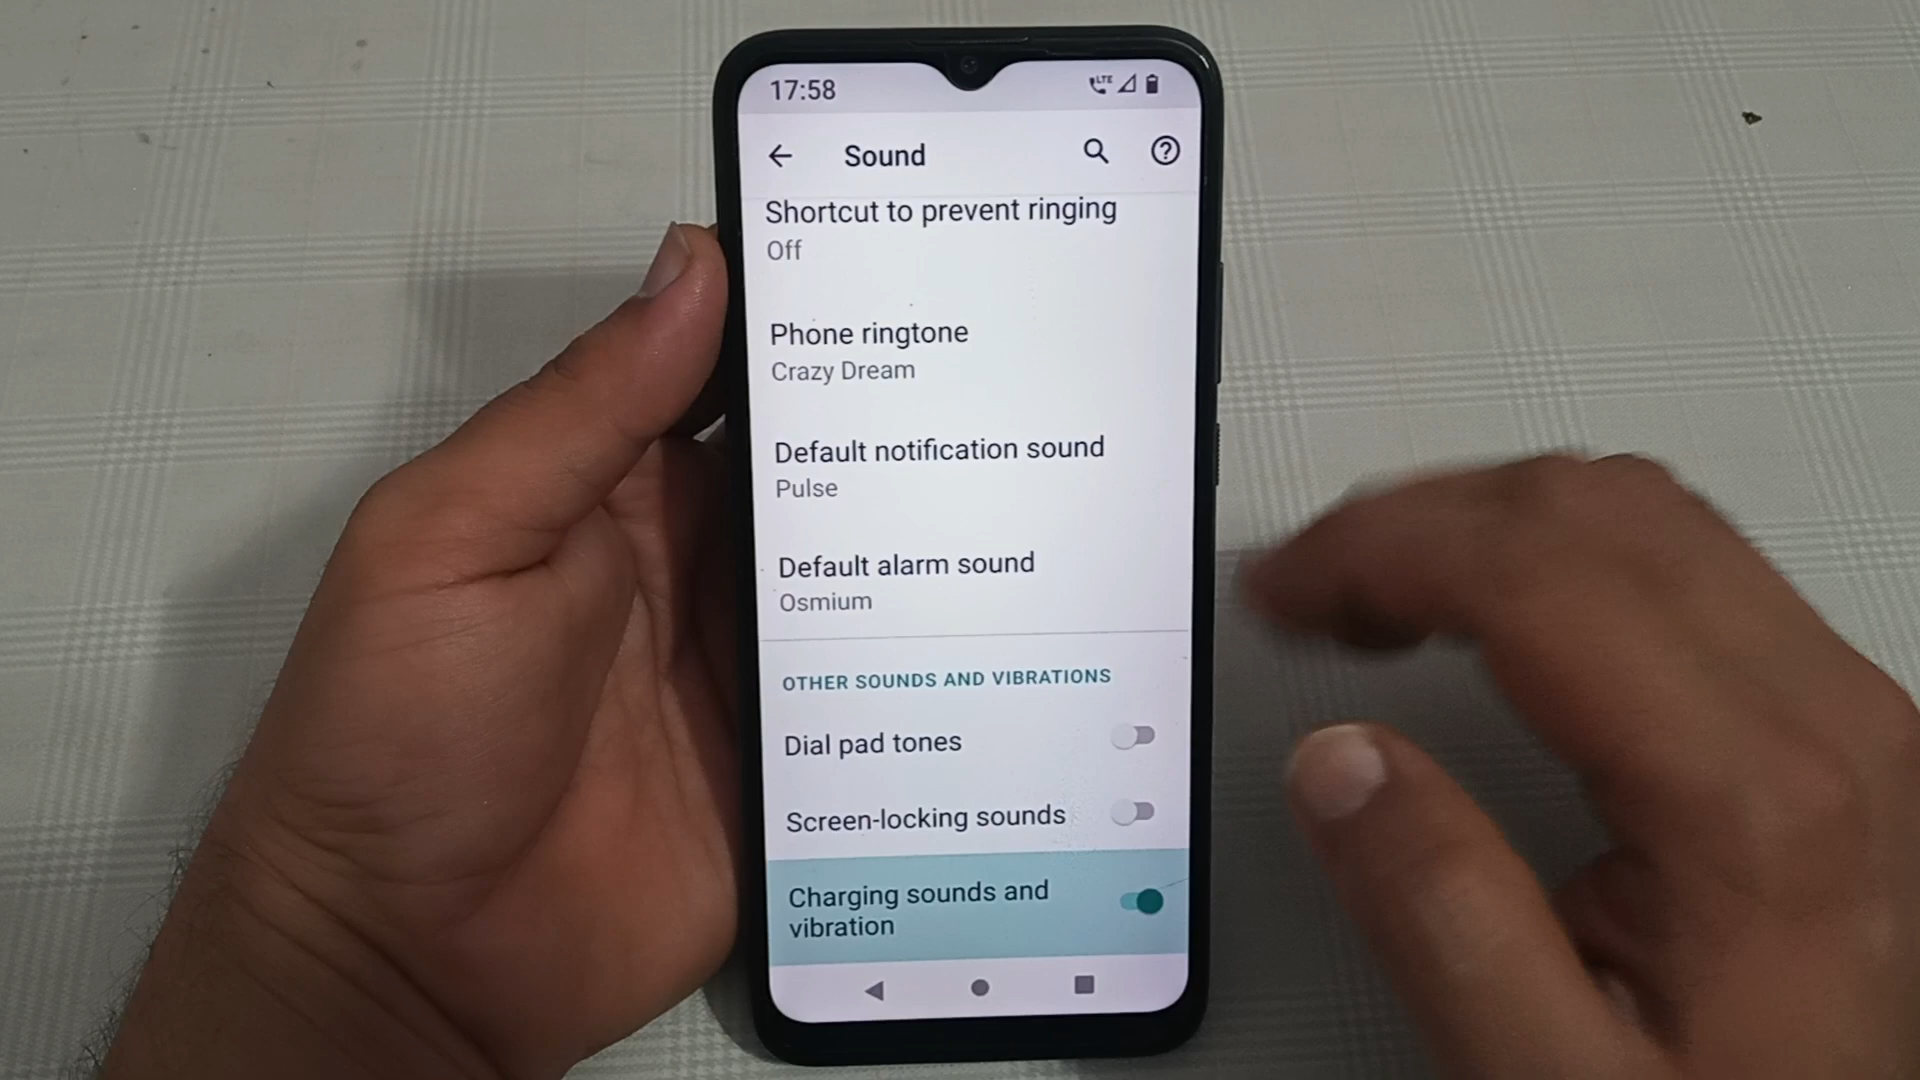 17:58
LTE
Sound
Shortcut to prevent ringing
Off
Phone ringtone
Crazy Dream
Default notification sound
Pulse
Default alarm sound
Osmium
OTHER SOUNDS AND VIBRATIONS
Dial pad tones
Screen-locking sounds
Charging sounds and
vibration